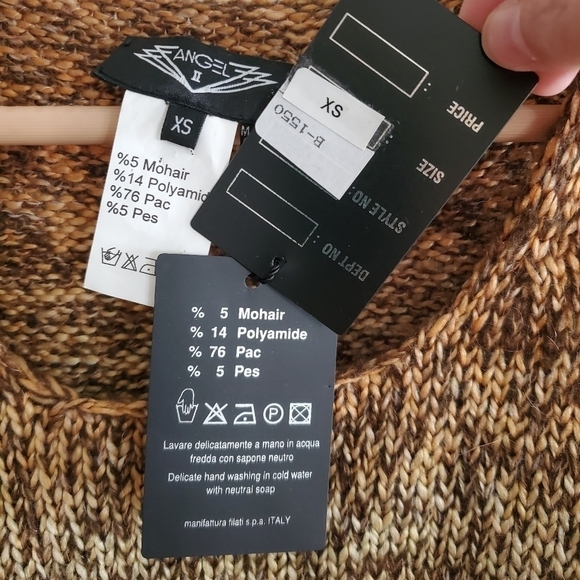 ANGEL
II
XS
M
%5 Mohair
%14 Polyamid
%76 Pac
%5 Pes
PRICE
SIZE
STYLE NO :
DEPT NO :
XS
B-1550
% 5 Mohair
% 14 Polyamide
% 76 Pac
% 5 Pes
P
Lavare delicatamente a mano in acqua
fredda con sapone neutro
Delicate hand washing in cold water
with neutral soap
manifattura filati s.p.a. ITALY